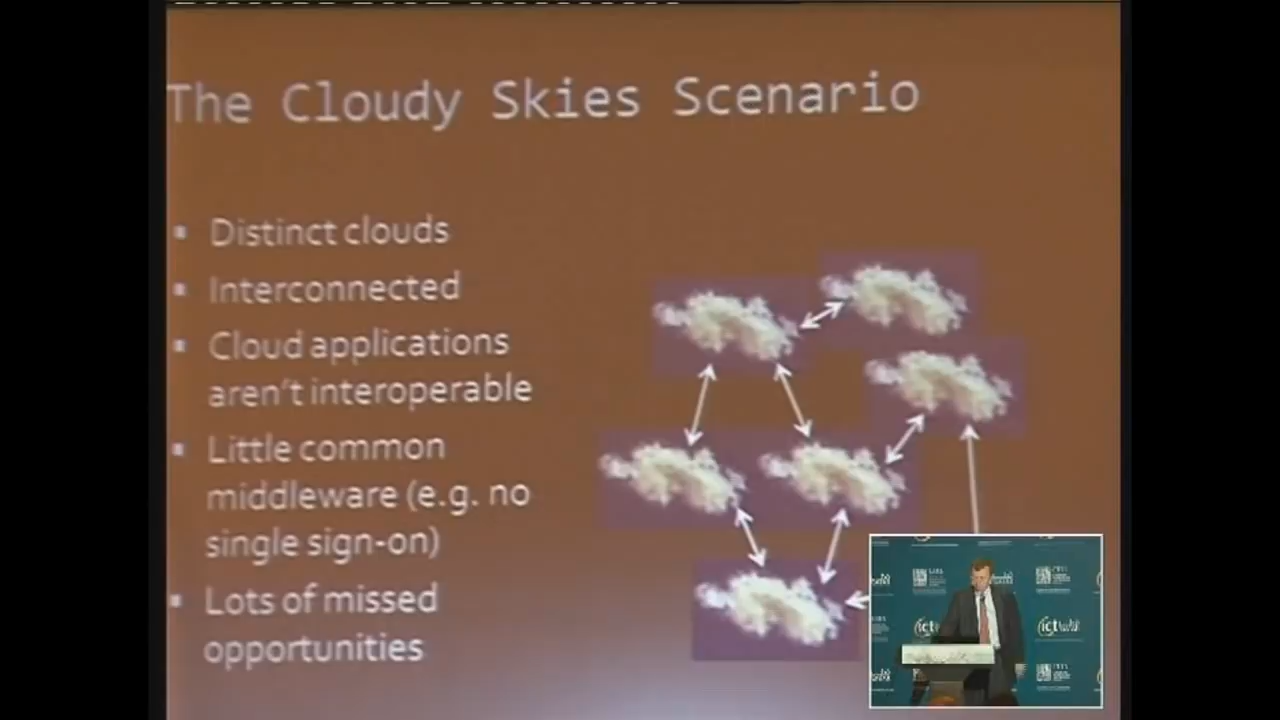 The Cloudy Skies Scenario
Distinct clouds
Interconnected
Cloud applications
aren't interoperable
Little common
middleware (e.g. no
single sign-on)
Lots of missed
opportunities
ict